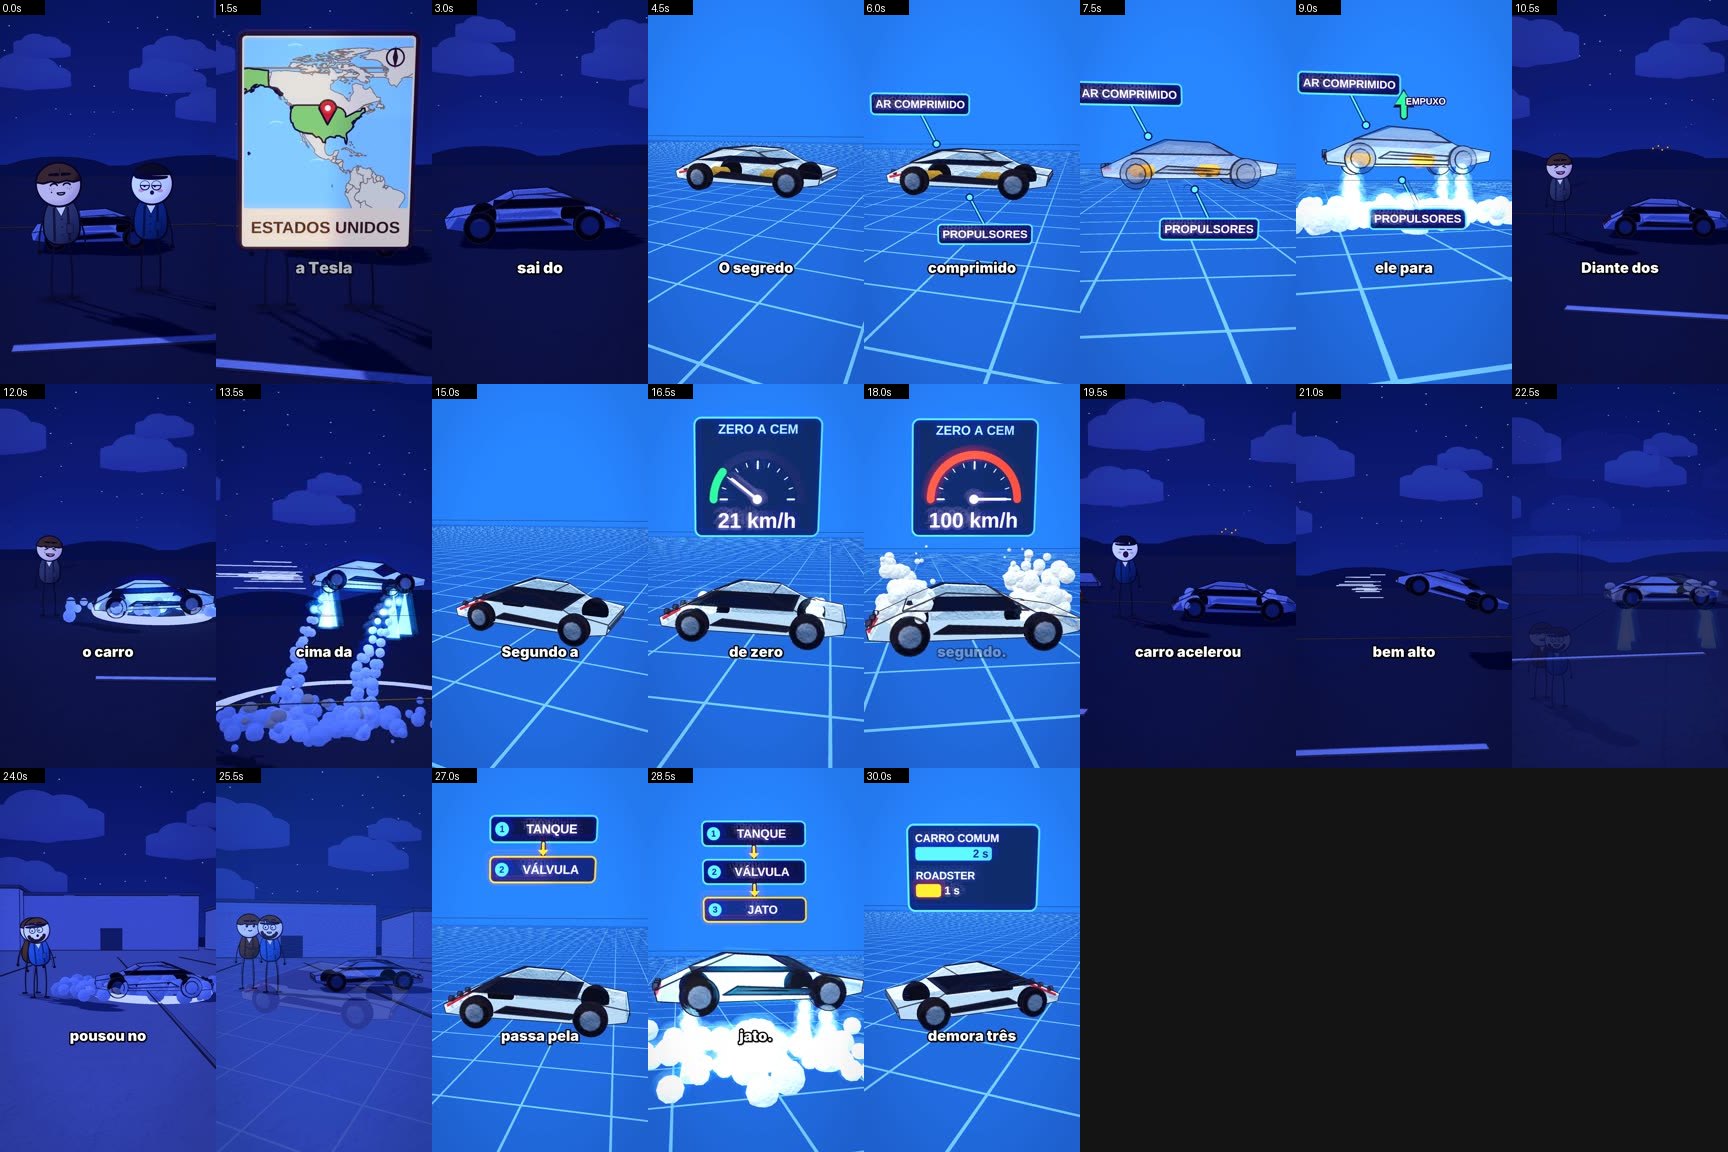 0.0s
1.5s
ESTADOS UNIDOS
a Tesla
3.0s
sai do
4.5s
O segredo
6.0s
AR COMPRIMIDO
PROPULSORES
comprimido
7.5s
AR COMPRIMIDO
PROPULSORES
9.0s
AR COMPRIMIDO
EMPUXO
PROPULSORES
ele para
10.5s
Diante dos
12.0s
o carro
13.5s
cima da
15.0s
Segundo a
16.5s
ZERO A CEM
21 km/h
de zero
18.0s
ZERO A CEM
100 km/h
segundo.
19.5s
carro acelerou
21.0s
bem alto
22.5s
24.0s
pousou no
25.5s
27.0s
1 TANQUE
2 VÁLVULA
passa pela
28.5s
1 TANQUE
2 VÁLVULA
3 JATO
jato.
30.0s
CARRO COMUM
2 s
ROADSTER
1 s
demora três